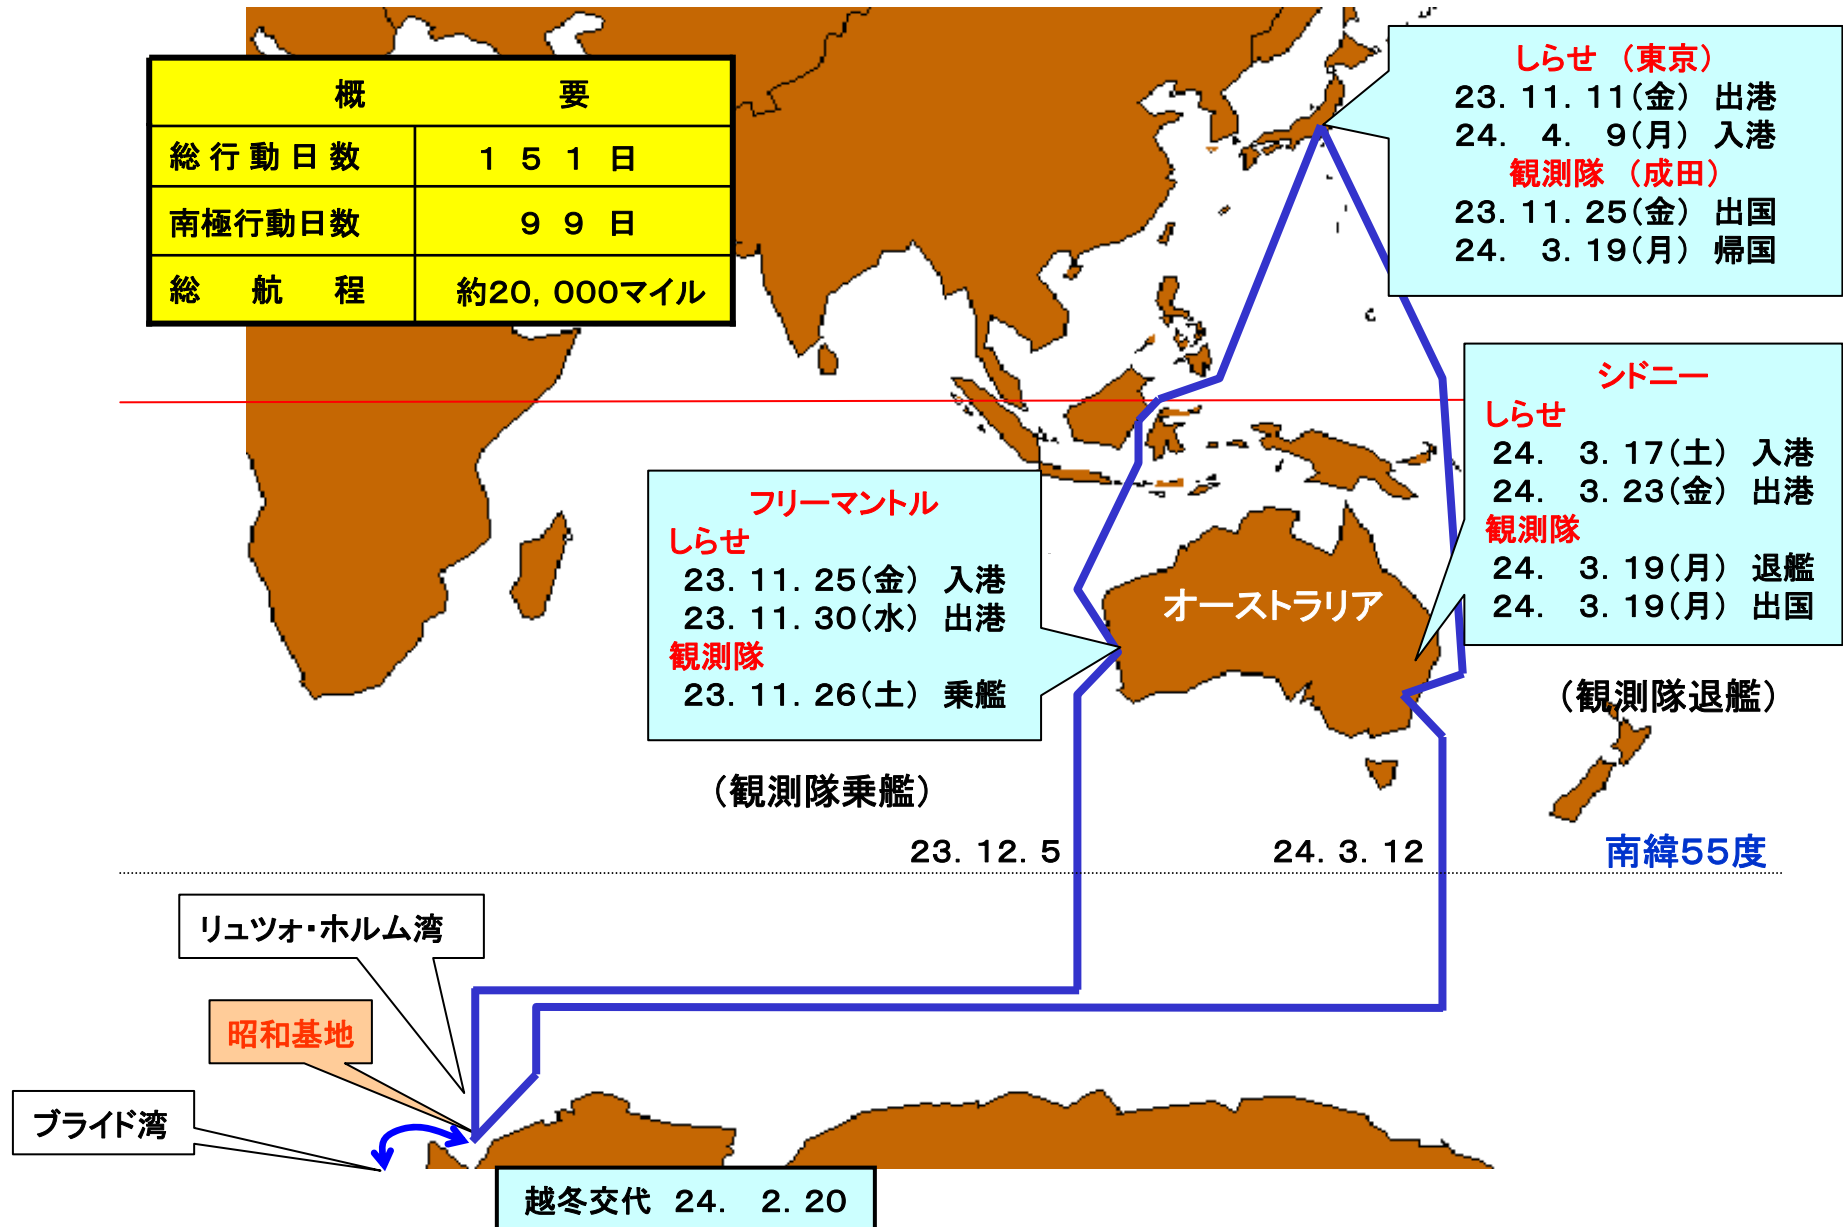 概 要
総行動日数 151日
南極行動日数 99日
総航程 約20,000マイル
しらせ (東京)
23.11.11(金) 出港
24. 4. 9(月) 入港
観測隊 (成田)
23.11.25(金) 出国
24. 3.19(月) 帰国
シドニー
しらせ
24. 3.17(土) 入港
24. 3.23(金) 出港
観測隊
24. 3.19(月) 退艦
24. 3.19(月) 出国
フリーマントル
しらせ
23.11.25(金) 入港
23.11.30(水) 出港
観測隊
23.11.26(土) 乗艦
オーストラリア
(観測隊退艦)
(観測隊乗艦)
23.12.5
24.3.12
南緯55度
リュツォ・ホルム湾
昭和基地
ブライド湾
越冬交代 24. 2.20